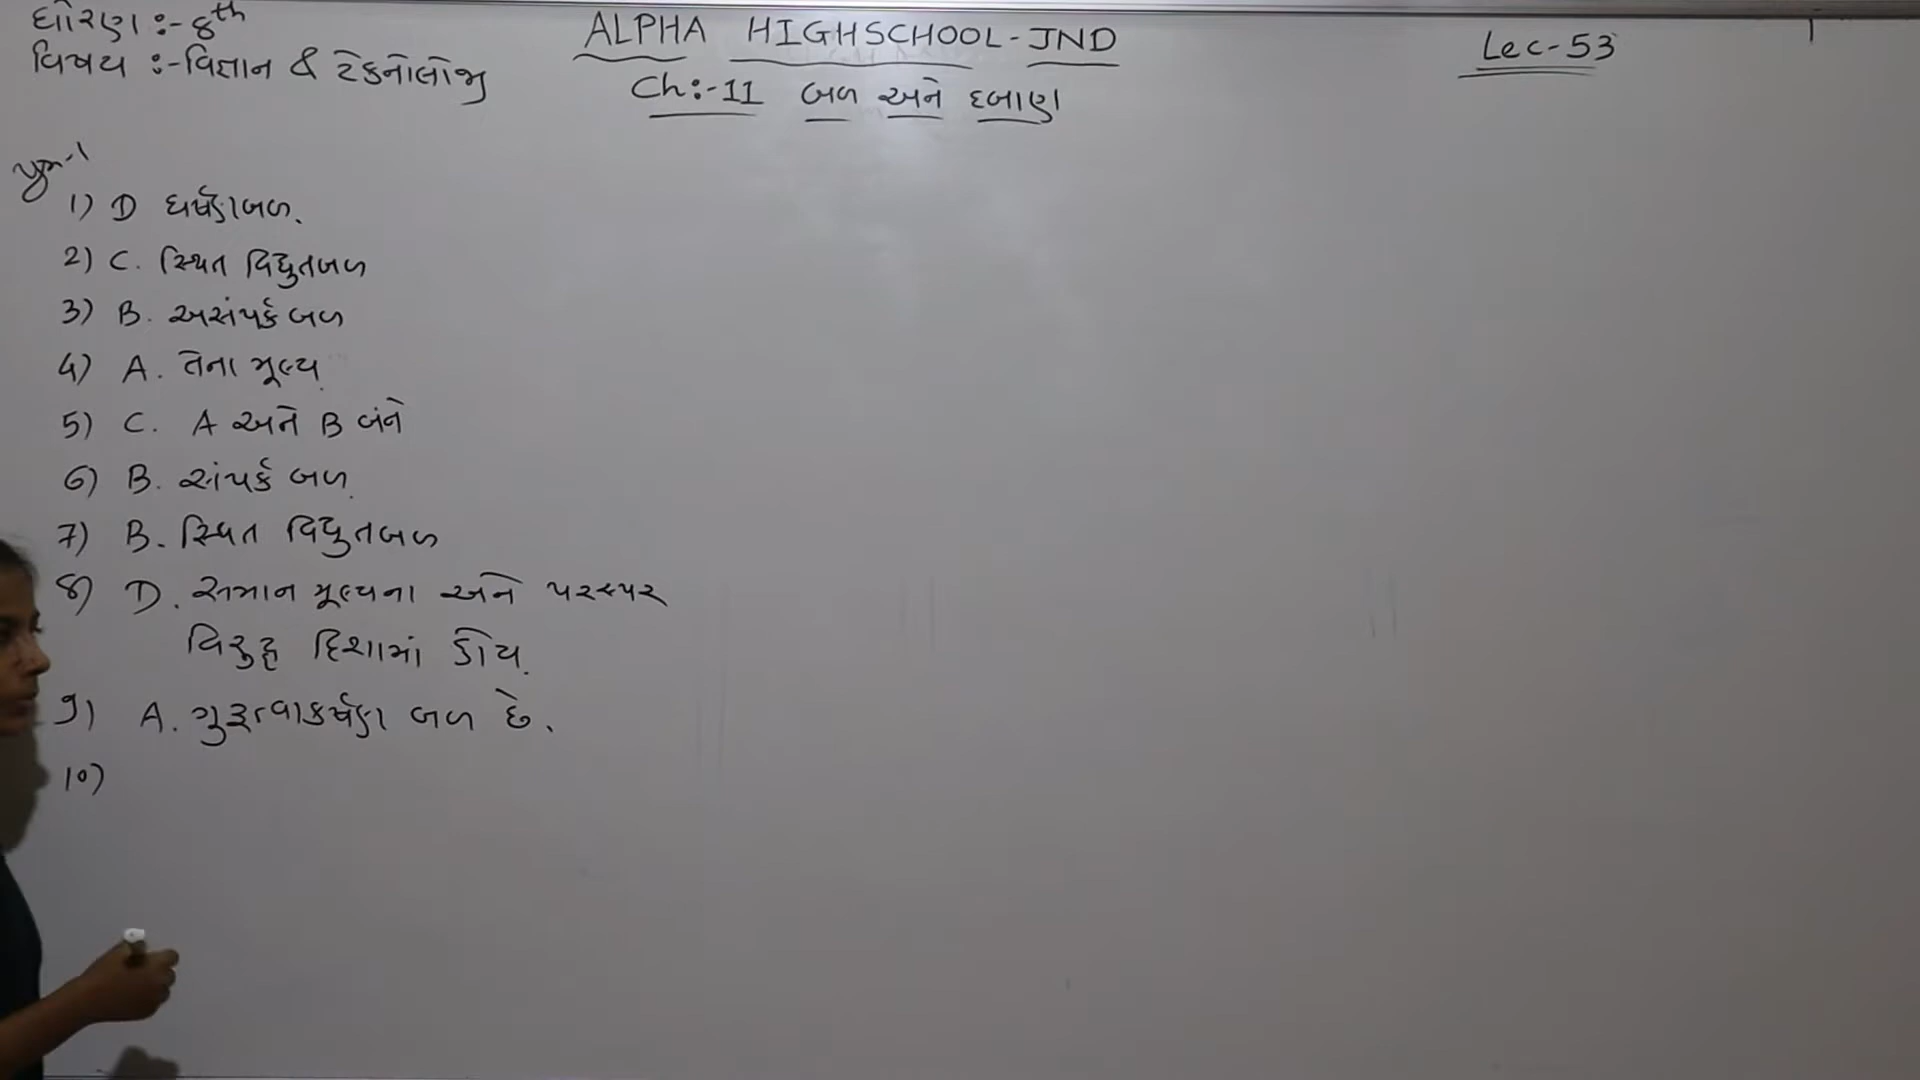 ધોરણ :- 8th
વિષય :- વિજ્ઞાન & ટેકનોલોજી
ALPHA HIGHSCHOOL-JND
Ch:-11 બળ અને દબાણ
Lec-53
1) D ઘર્ષણબળ.
2) C. સ્થિત વિદ્યુતબળ
3) B. અસંપર્ક બળ
4) A. તેના મૂલ્ય
5) C. A અને B બંને
6) B. સંપર્ક બળ.
7) B. સ્થિત વિદ્યુતબળ
8) D. સમાન મૂલ્યના અને પરસ્પર
વિરુદ્ધ દિશામાં હોય.
9) A. ગુરૂત્વાકર્ષણ બળ છે.
10)